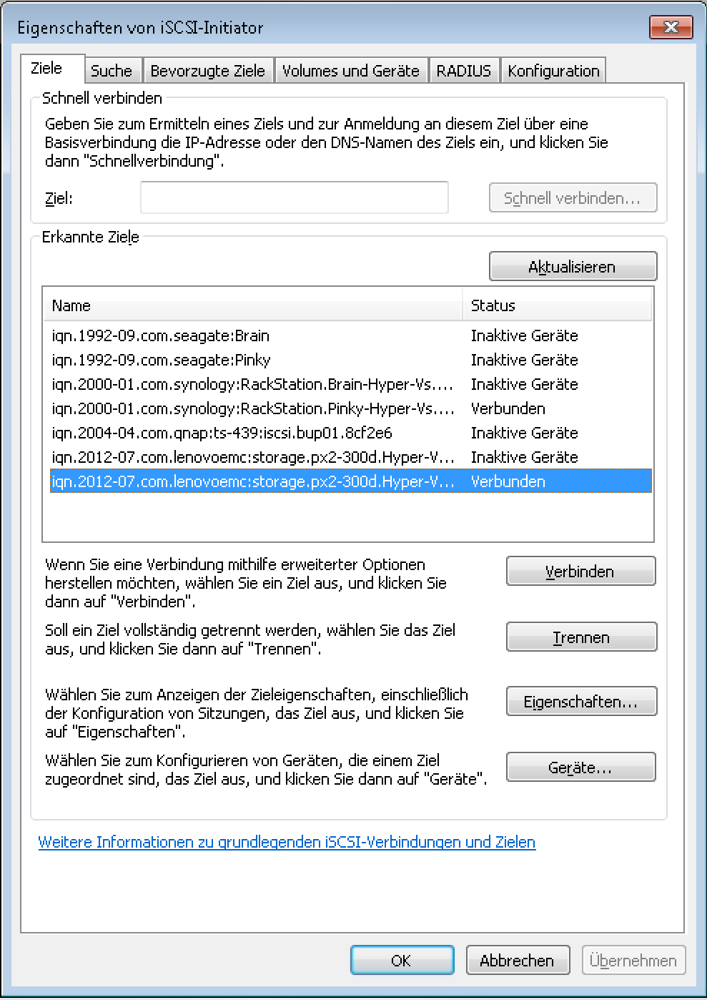 Eigenschaften von iSCSI-Initiator
Ziele Suche Bevorzugte Ziele Volumes und Geräte RADIUS Konfiguration
Schnell verbinden
Geben Sie zum Ermitteln eines Ziels und zur Anmeldung an diesem Ziel über eine
Basisverbindung die IP-Adresse oder den DNS-Namen des Ziels ein, und klicken Sie
dann "Schnellverbindung".
Ziel: Schnell verbinden...
Erkannte Ziele
Aktualisieren
Name Status
iqn.1992-09.com.seagate:Brain Inaktive Geräte
iqn.1992-09.com.seagate:Pinky Inaktive Geräte
iqn.2000-01.com.synology:RackStation.Brain-Hyper-Vs.... Inaktive Geräte
iqn.2000-01.com.synology:RackStation.Pinky-Hyper-Vs.... Verbunden
iqn.2004-04.com.qnap:ts-439:iscsi.bup01.8cf2e6 Inaktive Geräte
iqn.2012-07.com.lenovoemc:storage.px2-300d.Hyper-V... Inaktive Geräte
iqn.2012-07.com.lenovoemc:storage.px2-300d.Hyper-V... Verbunden
Wenn Sie eine Verbindung mithilfe erweiterter Optionen
herstellen möchten, wählen Sie ein Ziel aus, und klicken Sie
dann auf "Verbinden".
Verbinden
Soll ein Ziel vollständig getrennt werden, wählen Sie das Ziel
aus, und klicken Sie dann auf "Trennen".
Trennen
Wählen Sie zum Anzeigen der Zieleigenschaften, einschließlich
der Konfiguration von Sitzungen, das Ziel aus, und klicken Sie
auf "Eigenschaften".
Eigenschaften...
Wählen Sie zum Konfigurieren von Geräten, die einem Ziel
zugeordnet sind, das Ziel aus, und klicken Sie dann auf "Geräte".
Geräte...
Weitere Informationen zu grundlegenden iSCSI-Verbindungen und Zielen
OK Abbrechen Übernehmen